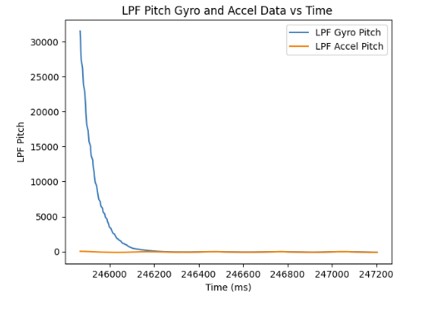 LPF Pitch Gyro and Accel Data vs Time
LPF Gyro Pitch
LPF Accel Pitch
30000
25000
20000
15000
10000
5000
0
LPF Pitch
246000 246200 246400 246600 246800 247000 247200
Time (ms)